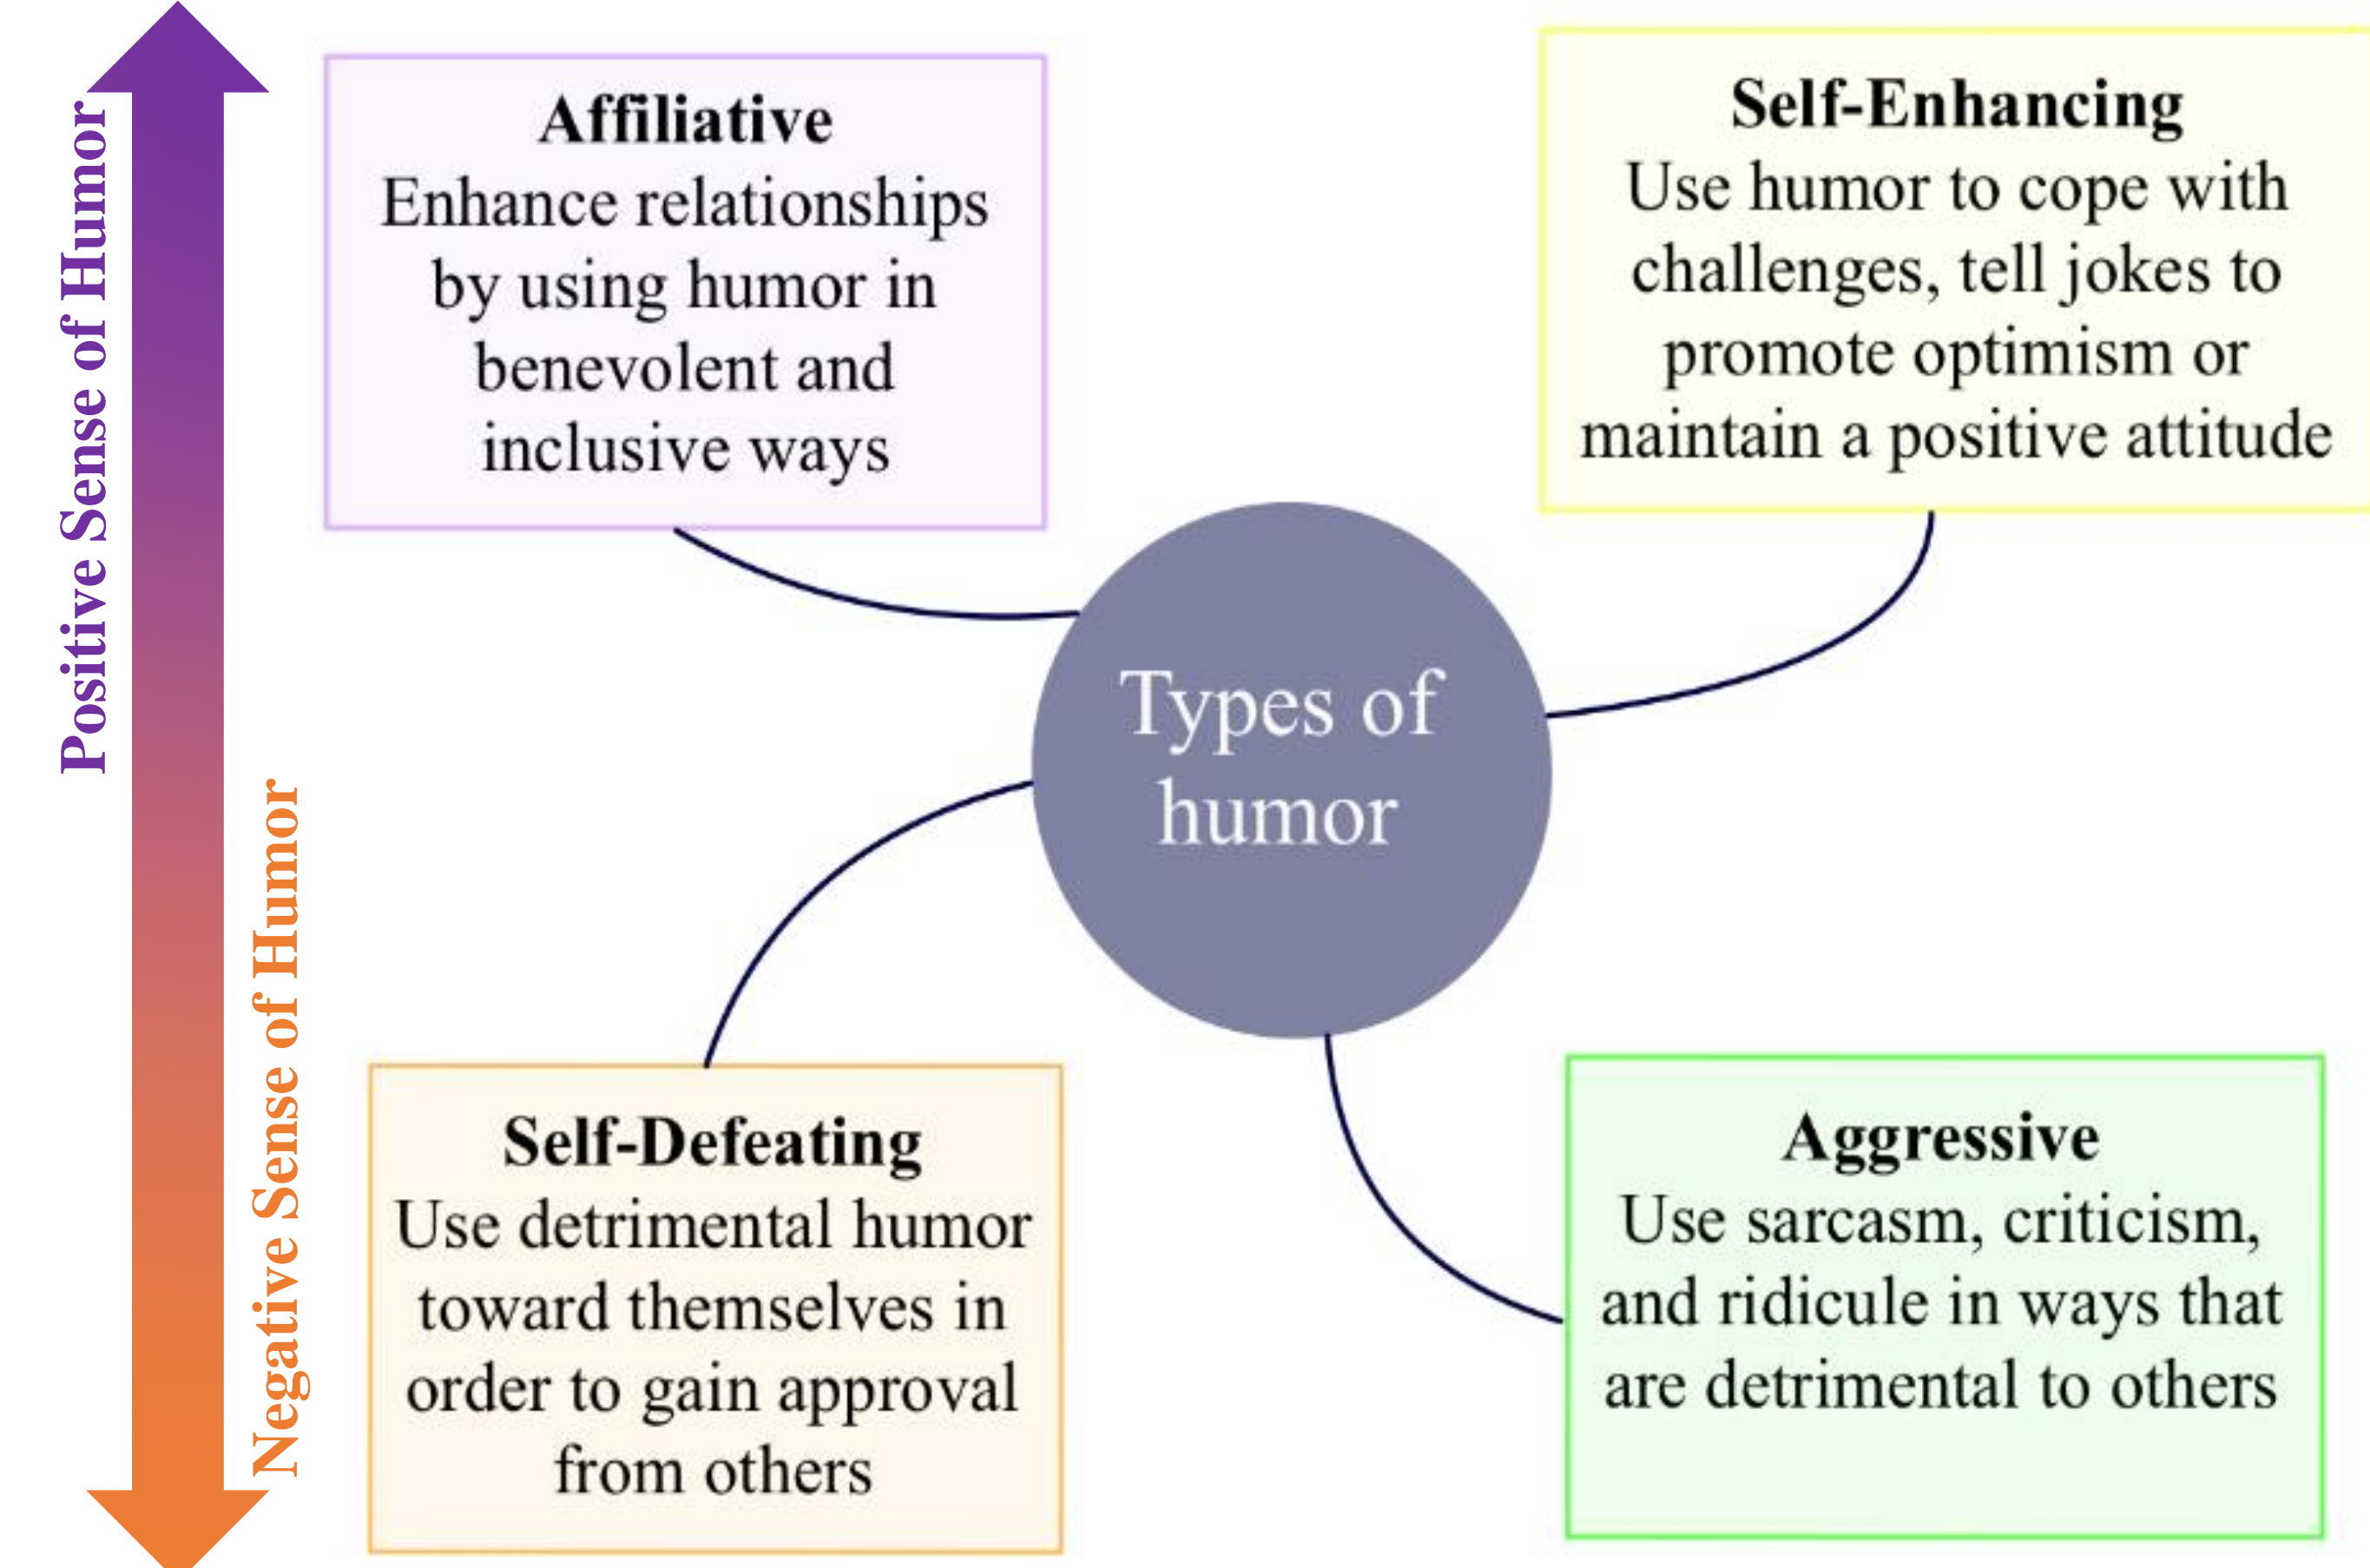 Positive Sense of Humor
Negative Sense of Humor
Affiliative
Enhance relationships
by using humor in
benevolent and
inclusive ways
Self-Enhancing
Use humor to cope with
challenges, tell jokes to
promote optimism or
maintain a positive attitude
Types of
humor
Self-Defeating
Use detrimental humor
toward themselves in
order to gain approval
from others
Aggressive
Use sarcasm, criticism,
and ridicule in ways that
are detrimental to others